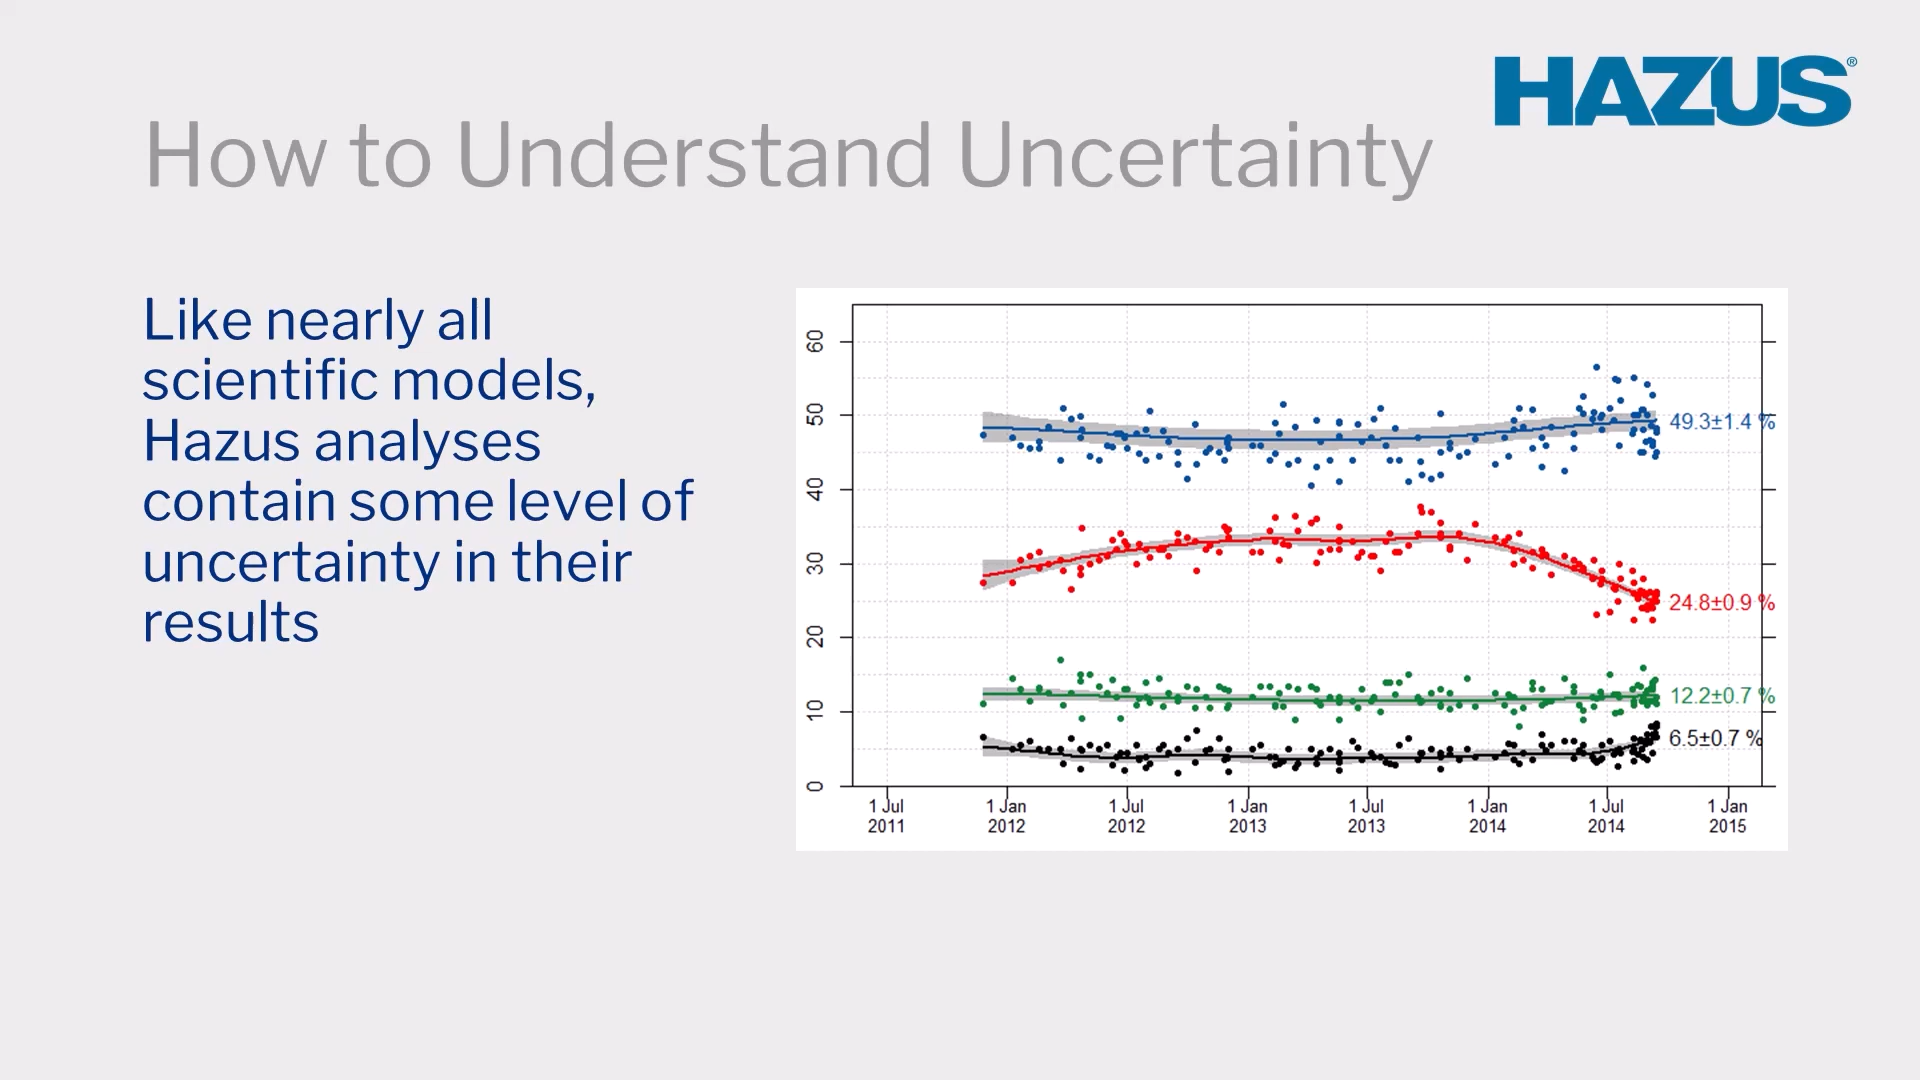 HAZUS®
How to Understand Uncertainty
Like nearly all
scientific models,
Hazus analyses
contain some level of
uncertainty in their
results
60
50
40
30
20
10
0
49.3±1.4 %
24.8±0.9 %
12.2±0.7 %
6.5±0.7 %
1 Jul
2011
1 Jan
2012
1 Jul
2012
1 Jan
2013
1 Jul
2013
1 Jan
2014
1 Jul
2014
1 Jan
2015